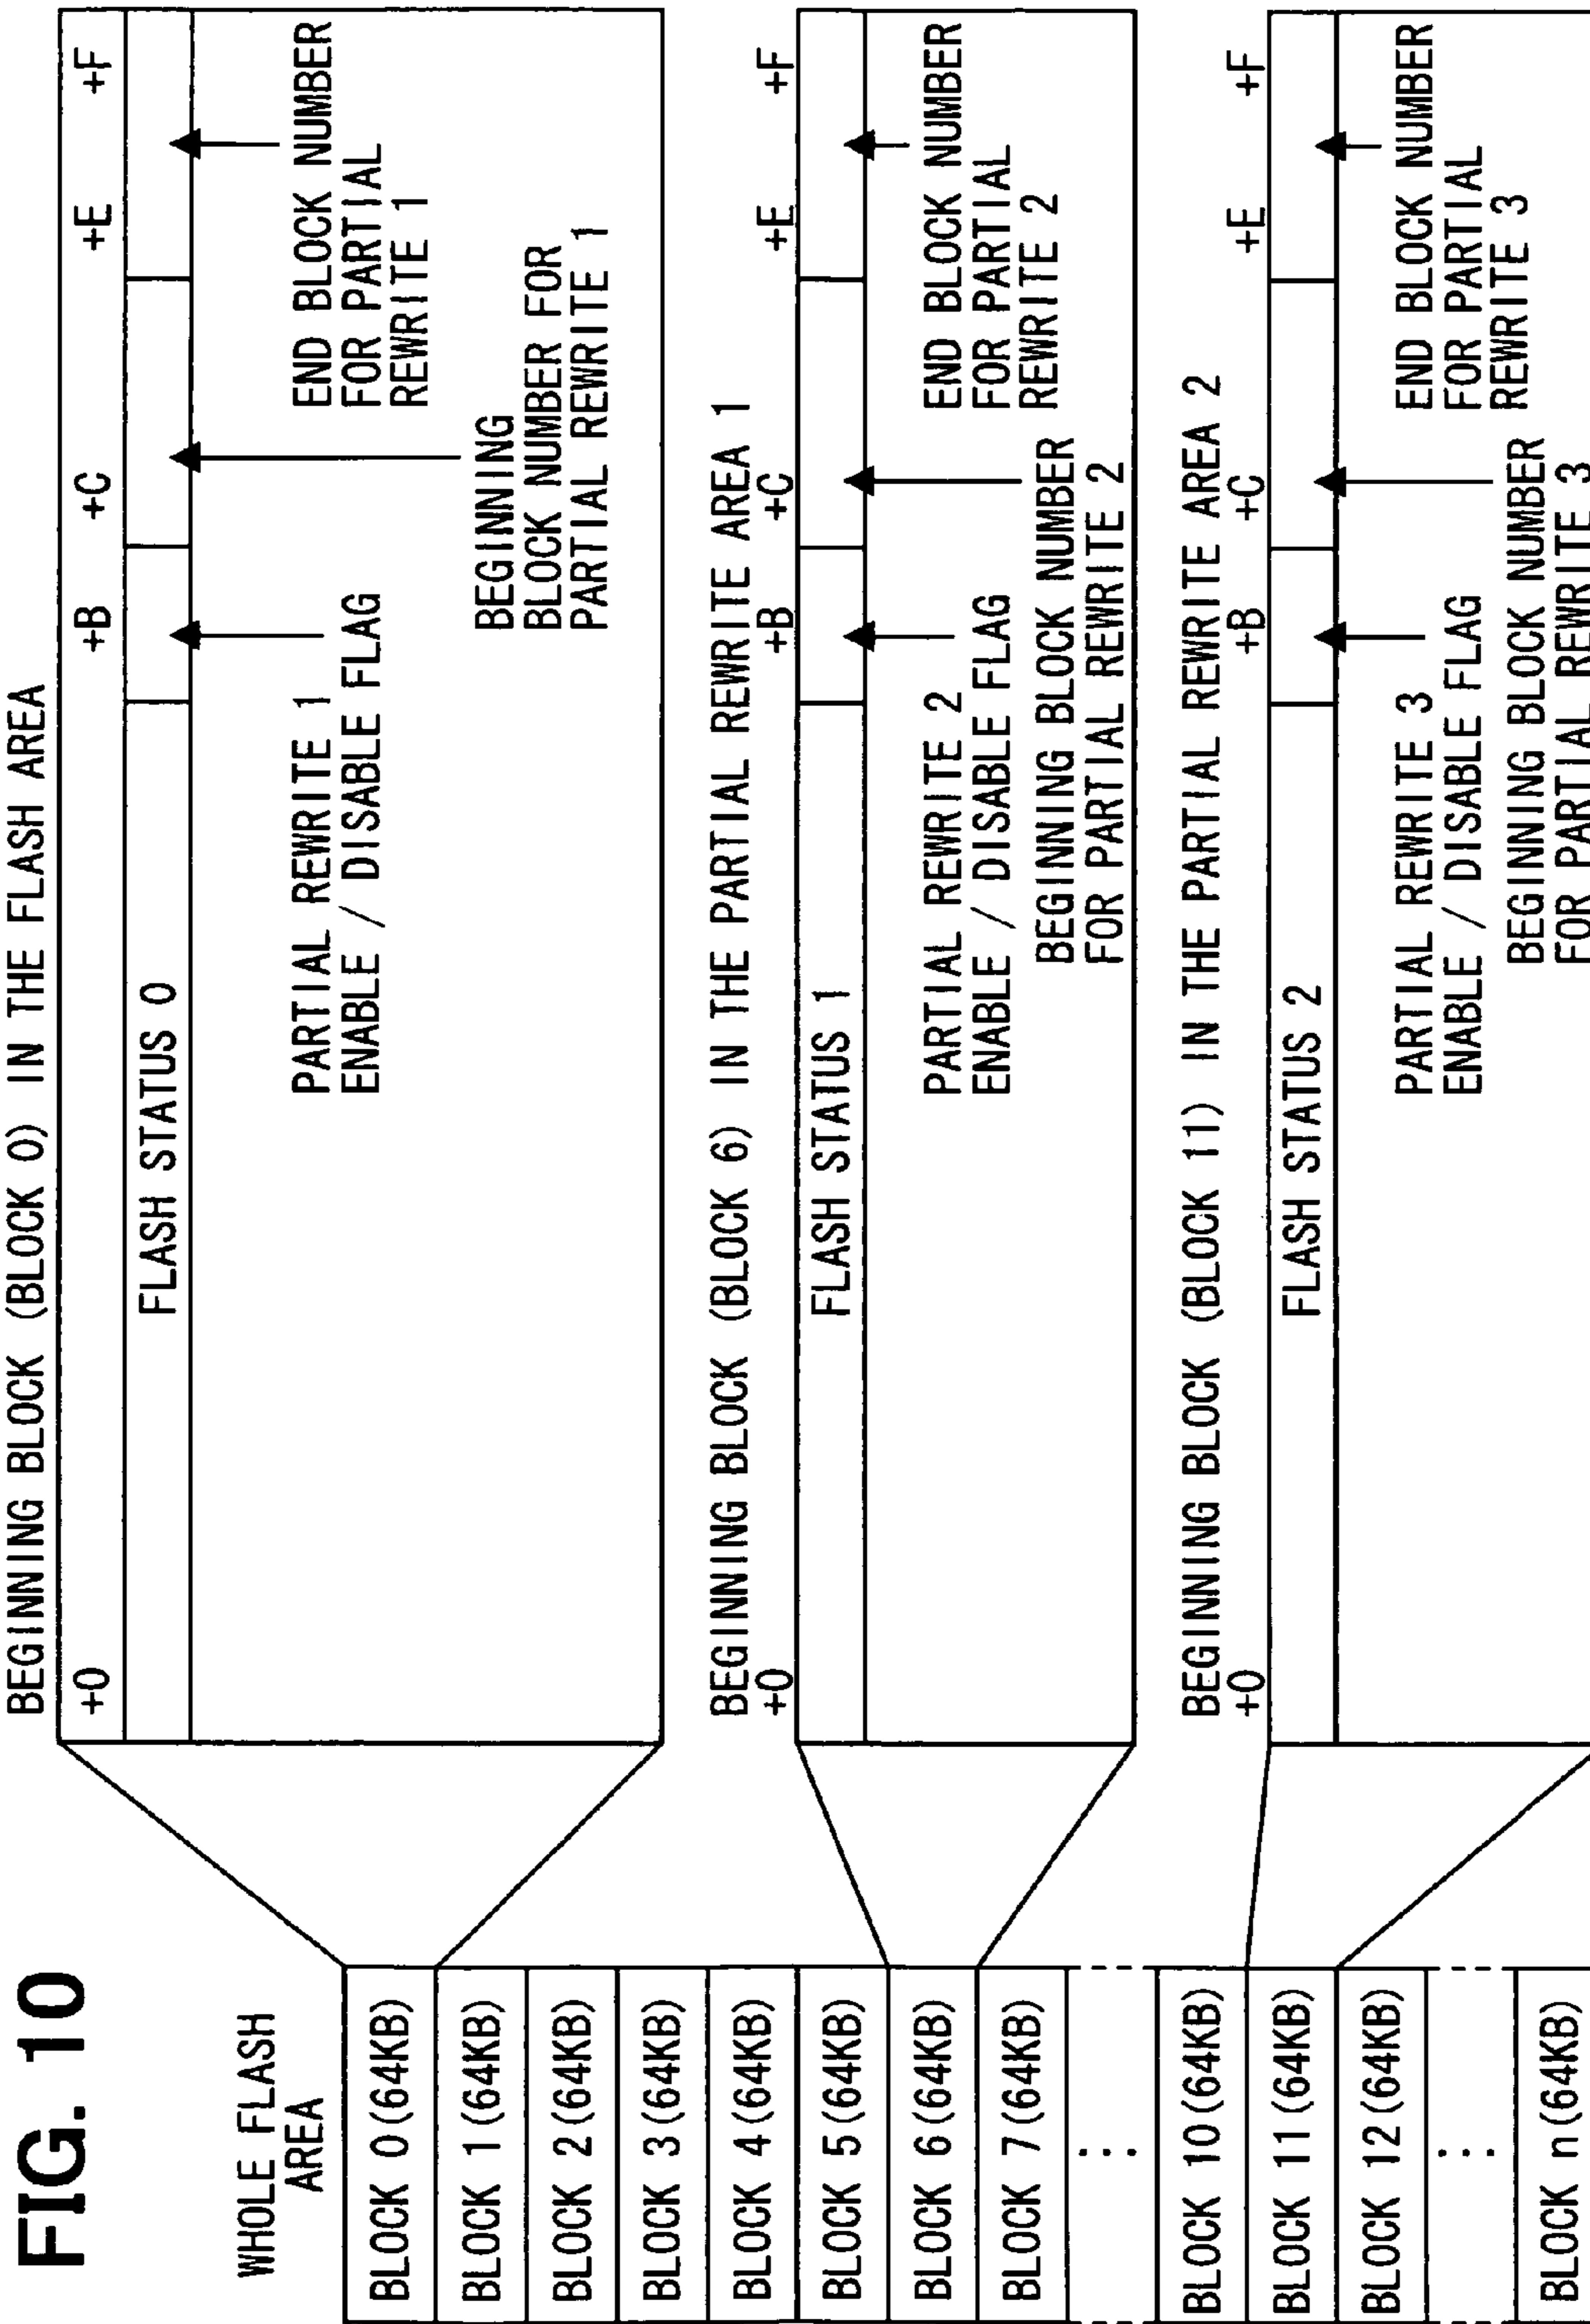 FIG. 10
WHOLE FLASH
AREA
BLOCK 0(64KB)
BLOCK 1(64KB)
BLOCK 2(64KB)
BLOCK 3(64KB)
BLOCK 4(64KB)
BLOCK 5(64KB)
BLOCK 6(64KB)
BLOCK 7(64KB)
...
BLOCK 10(64KB)
BLOCK 11(64KB)
BLOCK 12(64KB)
...
BLOCK n(64KB)
BEGINNING BLOCK (BLOCK 0) IN THE FLASH AREA
+0 +B +C +E +F
FLASH STATUS 0
PARTIAL REWRITE 1
ENABLE / DISABLE FLAG
BEGINNING
BLOCK NUMBER FOR
PARTIAL REWRITE 1
END BLOCK NUMBER
FOR PARTIAL
REWRITE 1
BEGINNING BLOCK (BLOCK 6) IN THE PARTIAL REWRITE AREA 1
+0 +B +C +E +F
FLASH STATUS 1
PARTIAL REWRITE 2
ENABLE / DISABLE FLAG
BEGINNING BLOCK NUMBER
FOR PARTIAL REWRITE 2
END BLOCK NUMBER
FOR PARTIAL
REWRITE 2
BEGINNING BLOCK (BLOCK 11) IN THE PARTIAL REWRITE AREA 2
+0 +B +C +E +F
FLASH STATUS 2
PARTIAL REWRITE 3
ENABLE / DISABLE FLAG
BEGINNING BLOCK NUMBER
FOR PARTIAL REWRITE 3
END BLOCK NUMBER
FOR PARTIAL
REWRITE 3